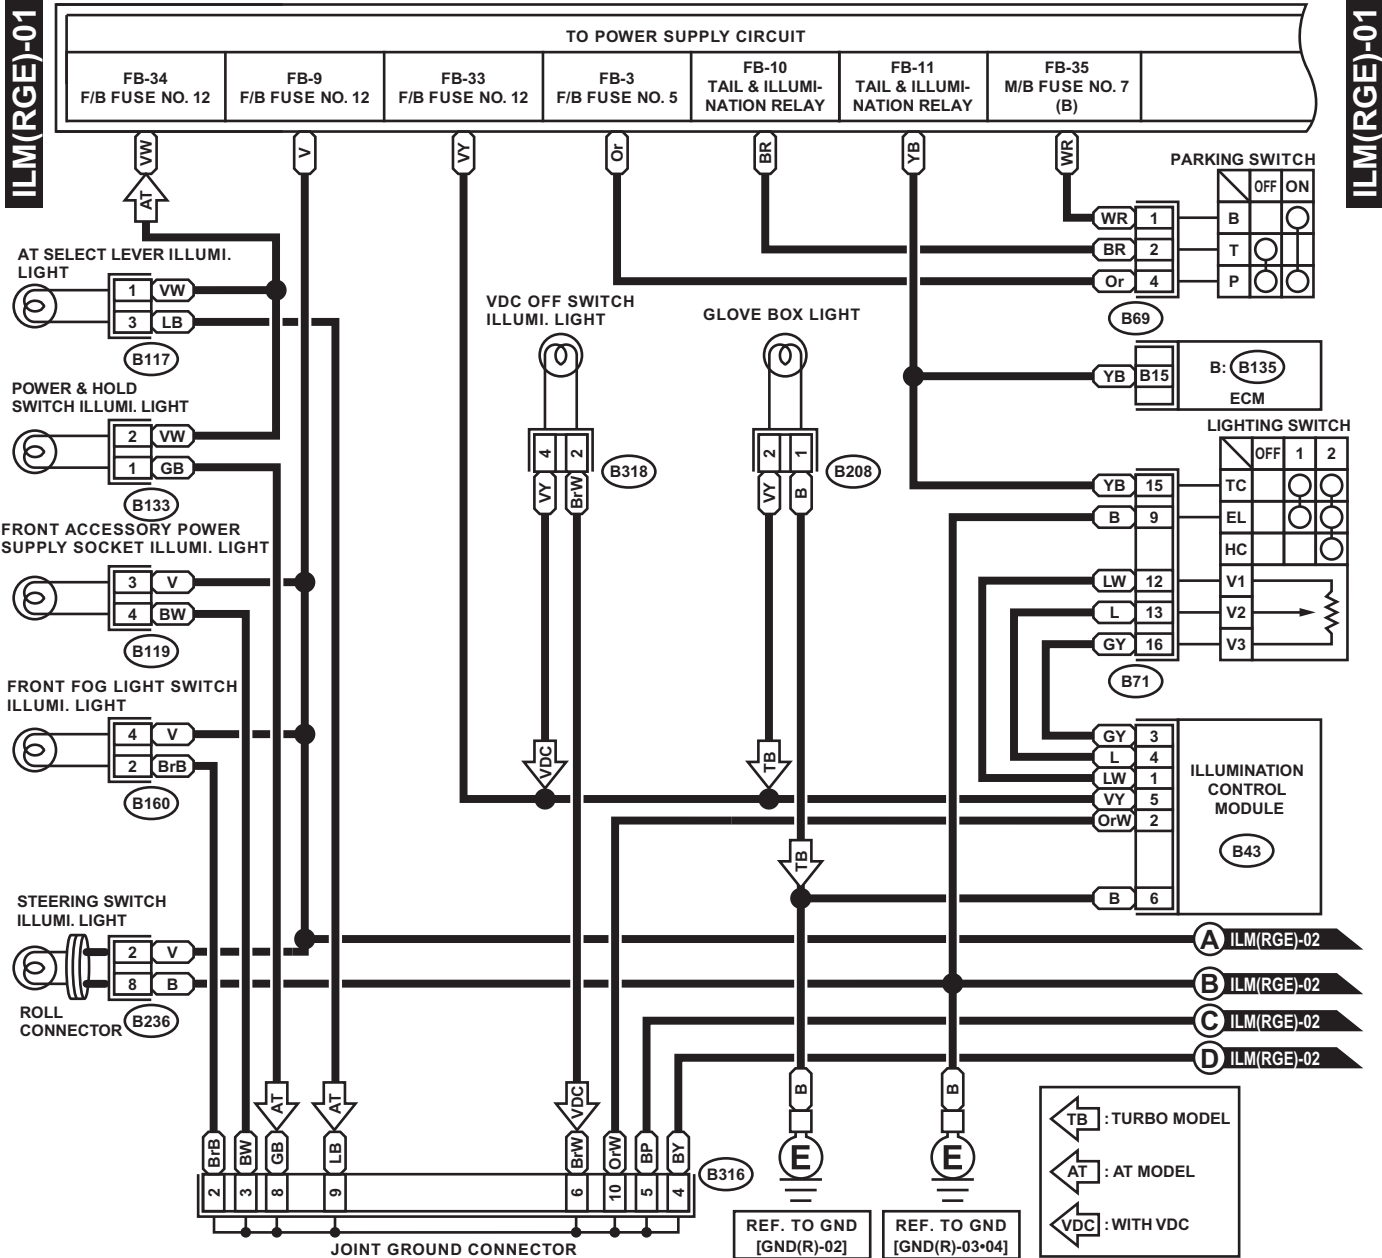 ILM(RGE)-01
ILM(RGE)-01
TO POWER SUPPLY CIRCUIT
FB-34
F/B FUSE NO. 12
FB-9
F/B FUSE NO. 12
FB-33
F/B FUSE NO. 12
FB-3
F/B FUSE NO. 5
FB-10
TAIL & ILLUMI-
NATION RELAY
FB-11
TAIL & ILLUMI-
NATION RELAY
FB-35
M/B FUSE NO. 7
(B)
VW
V
VY
Or
BR
YB
WR
AT
PARKING SWITCH
OFF ON
WR 1 B
BR 2 T
Or 4 P
B69
AT SELECT LEVER ILLUMI.
LIGHT
1 VW
3 LB
B117
VDC OFF SWITCH
ILLUMI. LIGHT
4 2
VY BrW
B318
GLOVE BOX LIGHT
2 1
VY B
B208
YB B15
B: B135
ECM
POWER & HOLD
SWITCH ILLUMI. LIGHT
2 VW
1 GB
B133
LIGHTING SWITCH
OFF 1 2
YB 15 TC
B 9 EL
HC
LW 12 V1
L 13 V2
GY 16 V3
B71
FRONT ACCESSORY POWER
SUPPLY SOCKET ILLUMI. LIGHT
3 V
4 BW
B119
FRONT FOG LIGHT SWITCH
ILLUMI. LIGHT
4 V
2 BrB
B160
VDC
TB
TB
GY 3
L 4
LW 1
VY 5
OrW 2
B 6
ILLUMINATION
CONTROL
MODULE
B43
STEERING SWITCH
ILLUMI. LIGHT
2 V
8 B
ROLL
CONNECTOR
B236
A ILM(RGE)-02
B ILM(RGE)-02
C ILM(RGE)-02
D ILM(RGE)-02
AT
AT
VDC
B
B
BrB BW GB LB BrW OrW BP BY
2 3 8 9 6 10 5 4
B316
JOINT GROUND CONNECTOR
E
E
REF. TO GND
[GND(R)-02]
REF. TO GND
[GND(R)-03•04]
TB : TURBO MODEL
AT : AT MODEL
VDC : WITH VDC